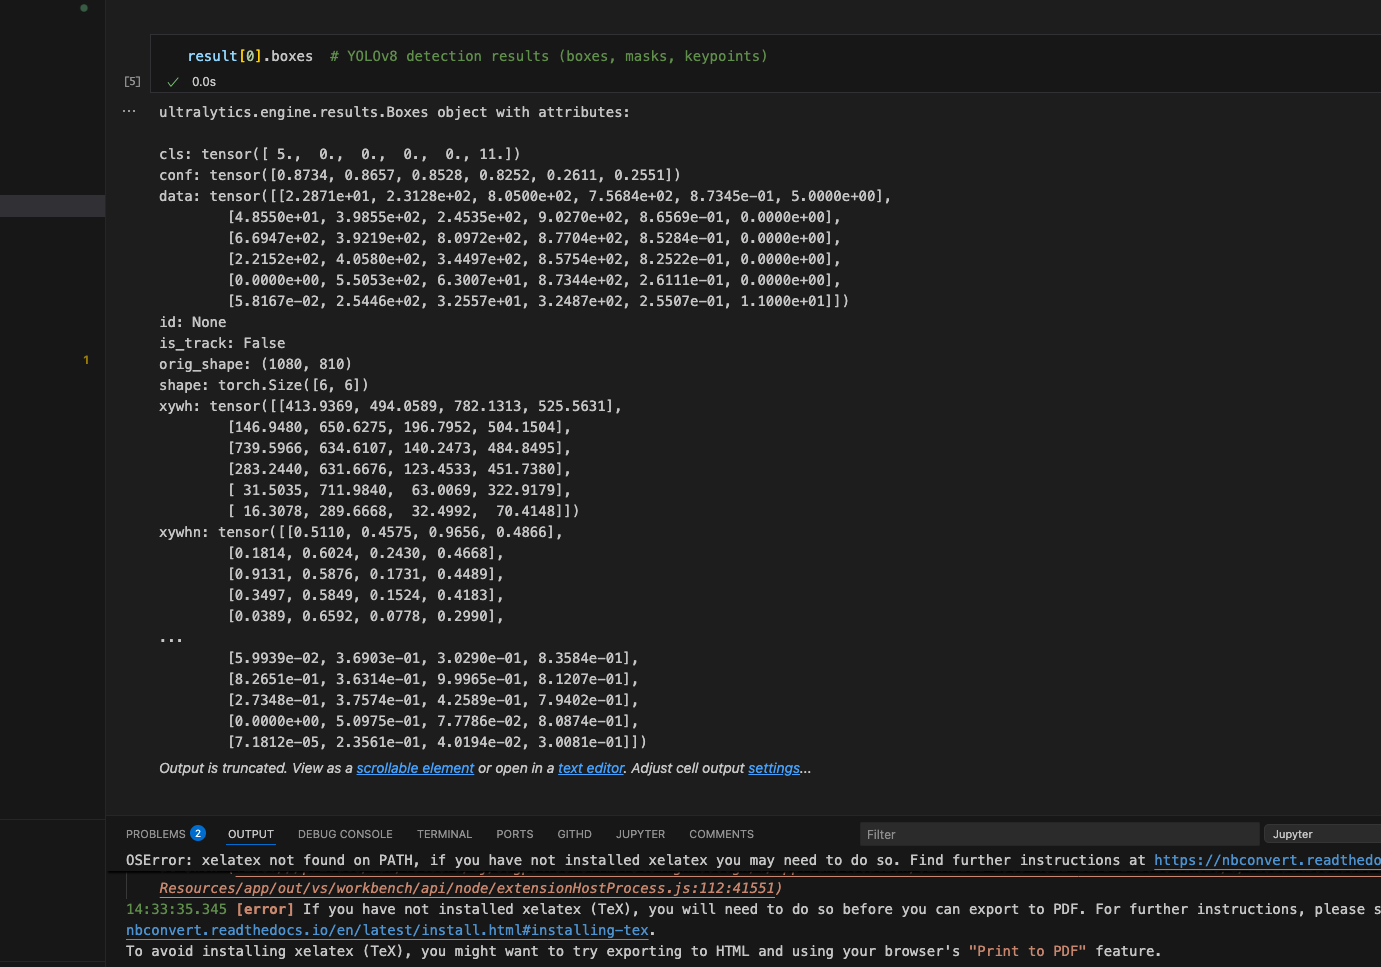 result[0].boxes  # YOLOv8 detection results (boxes, masks, keypoints)
[5] ✓ 0.0s
... ultralytics.engine.results.Boxes object with attributes:
cls: tensor([ 5.,  0.,  0.,  0.,  0., 11.])
conf: tensor([0.8734, 0.8657, 0.8528, 0.8252, 0.2611, 0.2551])
data: tensor([[2.2871e+01, 2.3128e+02, 8.0500e+02, 7.5684e+02, 8.7345e-01, 5.0000e+00],
[4.8550e+01, 3.9855e+02, 2.4535e+02, 9.0270e+02, 8.6569e-01, 0.0000e+00],
[6.6947e+02, 3.9219e+02, 8.0972e+02, 8.7704e+02, 8.5284e-01, 0.0000e+00],
[2.2152e+02, 4.0580e+02, 3.4497e+02, 8.5754e+02, 8.2522e-01, 0.0000e+00],
[0.0000e+00, 5.5053e+02, 6.3007e+01, 8.7344e+02, 2.6111e-01, 0.0000e+00],
[5.8167e-02, 2.5446e+02, 3.2557e+01, 3.2487e+02, 2.5507e-01, 1.1000e+01]])
id: None
is_track: False
1
orig_shape: (1080, 810)
shape: torch.Size([6, 6])
xywh: tensor([[413.9369, 494.0589, 782.1313, 525.5631],
[146.9480, 650.6275, 196.7952, 504.1504],
[739.5966, 634.6107, 140.2473, 484.8495],
[283.2440, 631.6676, 123.4533, 451.7380],
[ 31.5035, 711.9840,  63.0069, 322.9179],
[ 16.3078, 289.6668,  32.4992,  70.4148]])
xywhn: tensor([[0.5110, 0.4575, 0.9656, 0.4866],
[0.1814, 0.6024, 0.2430, 0.4668],
[0.9131, 0.5876, 0.1731, 0.4489],
[0.3497, 0.5849, 0.1524, 0.4183],
[0.0389, 0.6592, 0.0778, 0.2990],
...
[5.9939e-02, 3.6903e-01, 3.0290e-01, 8.3584e-01],
[8.2651e-01, 3.6314e-01, 9.9965e-01, 8.1207e-01],
[2.7348e-01, 3.7574e-01, 4.2589e-01, 7.9402e-01],
[0.0000e+00, 5.0975e-01, 7.7786e-02, 8.0874e-01],
[7.1812e-05, 2.3561e-01, 4.0194e-02, 3.0081e-01]])
Output is truncated. View as a scrollable element or open in a text editor. Adjust cell output settings...
PROBLEMS 2 OUTPUT DEBUG CONSOLE TERMINAL PORTS GITHD JUPYTER COMMENTS Filter Jupyter
OSError: xelatex not found on PATH, if you have not installed xelatex you may need to do so. Find further instructions at https://nbconvert.readthedo
Resources/app/out/vs/workbench/api/node/extensionHostProcess.js:112:41551)
14:33:35.345 [error] If you have not installed xelatex (TeX), you will need to do so before you can export to PDF. For further instructions, please s
nbconvert.readthedocs.io/en/latest/install.html#installing-tex.
To avoid installing xelatex (TeX), you might want to try exporting to HTML and using your browser's "Print to PDF" feature.